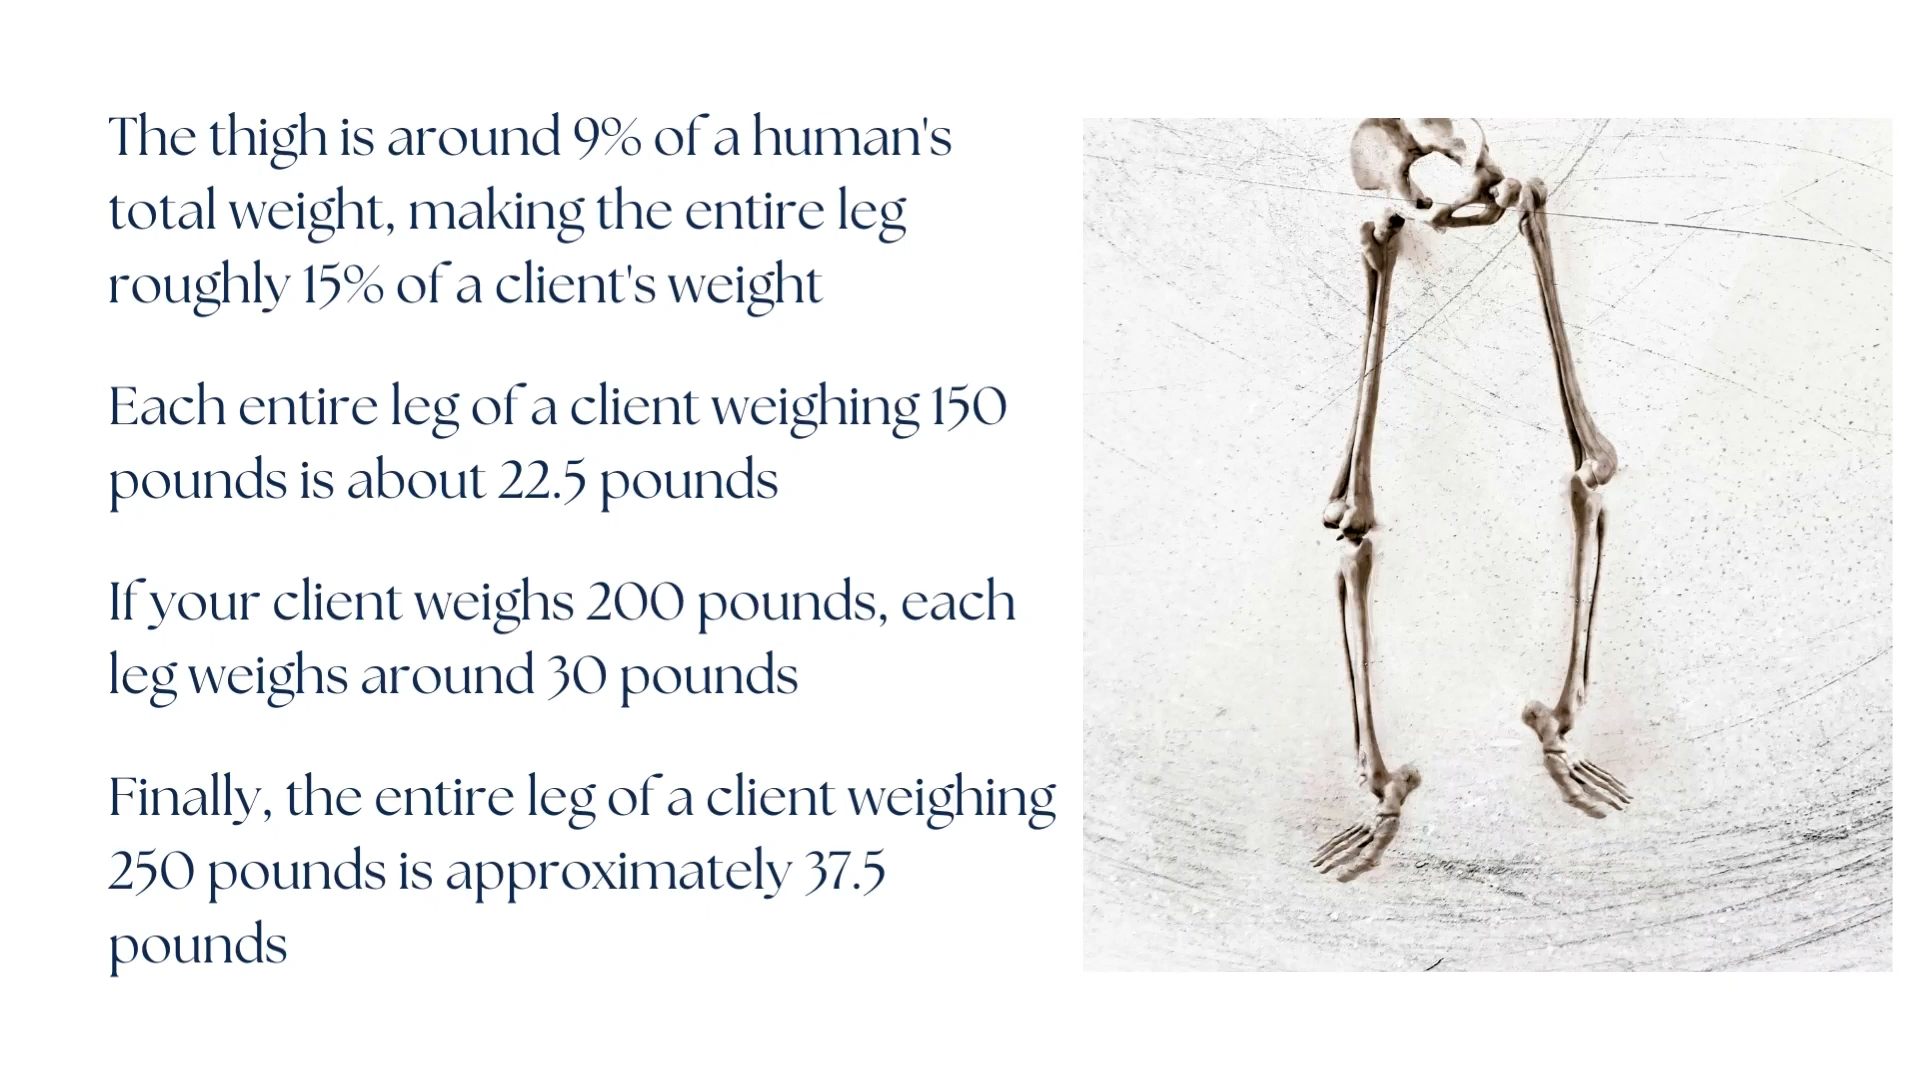 The thigh is around 9% of a human's
total weight, making the entire leg
roughly 15% of a client's weight
Each entire leg of a client weighing 150
pounds is about 22.5 pounds
If your client weighs 200 pounds, each
leg weighs around 30 pounds
Finally, the entire leg of a client weighing
250 pounds is approximately 37.5
pounds